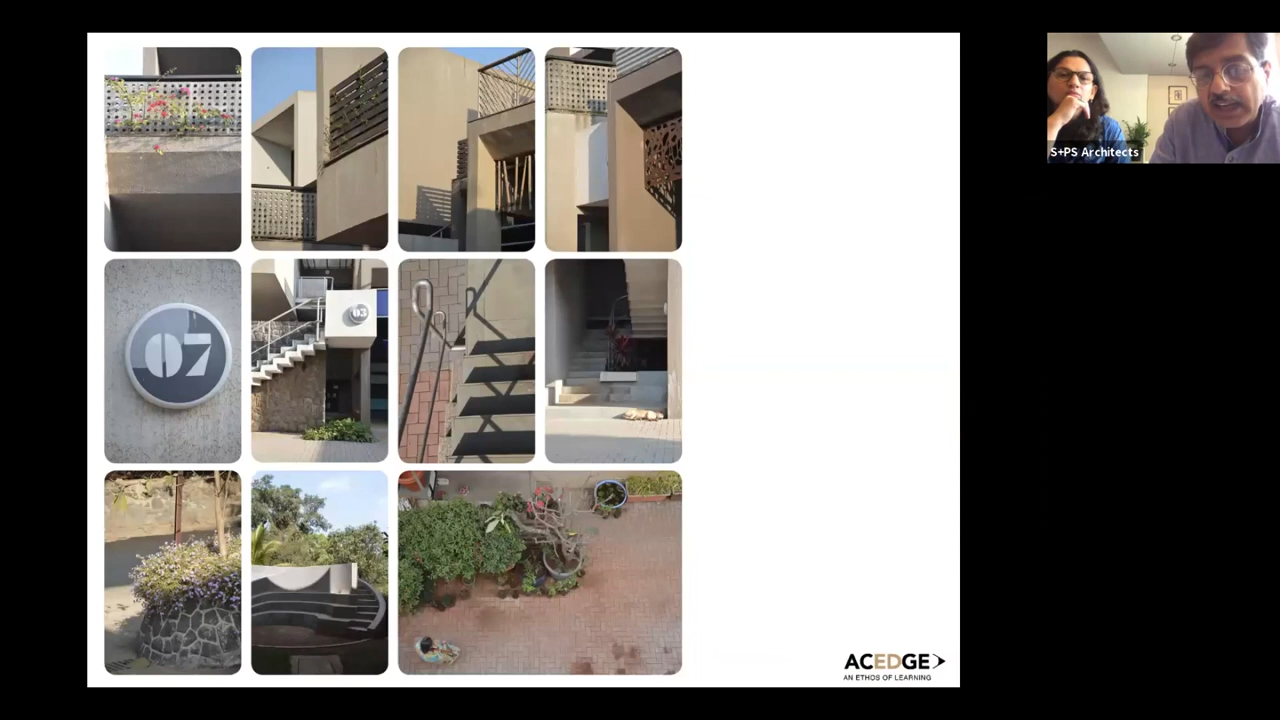 S+PS Architects
03
07
ACEDGE
AN ETHOS OF LEARNING